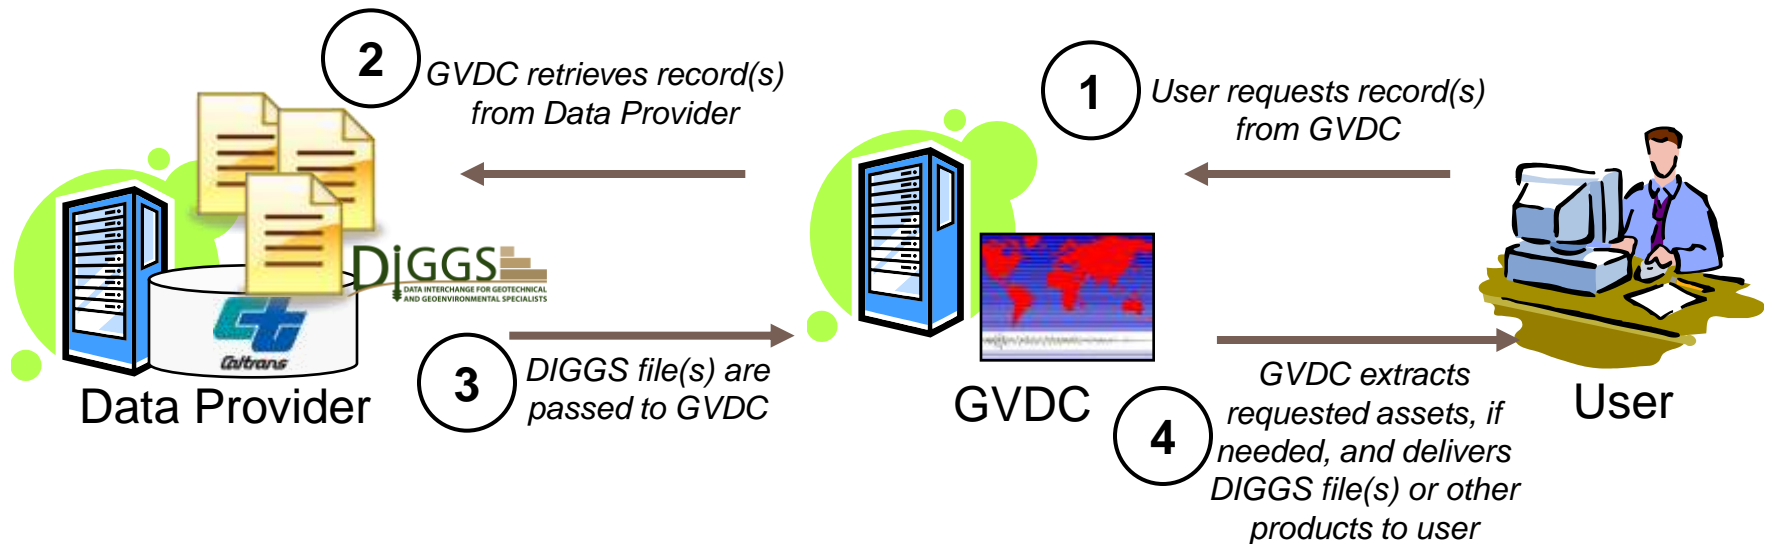 2
GVDC retrieves record(s)
from Data Provider
1
User requests record(s)
from GVDC
DIGGS
DATA INTERCHANGE FOR GEOTECHNICAL
AND GEOENVIRONMENTAL SPECIALISTS
ct
Caltrans
Data Provider
3
DIGGS file(s) are
passed to GVDC
GVDC
4
GVDC extracts
requested assets, if
needed, and delivers
DIGGS file(s) or other
products to user
User